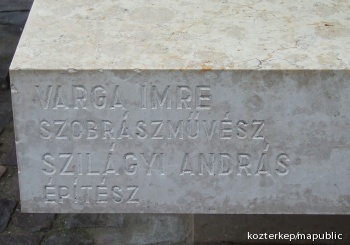 VARGA IMRE
SZOBRÁSZMŰVÉSZ
SZILÁGYI ANDRÁS
ÉPÍTÉSZ
kozterkep/mapublic